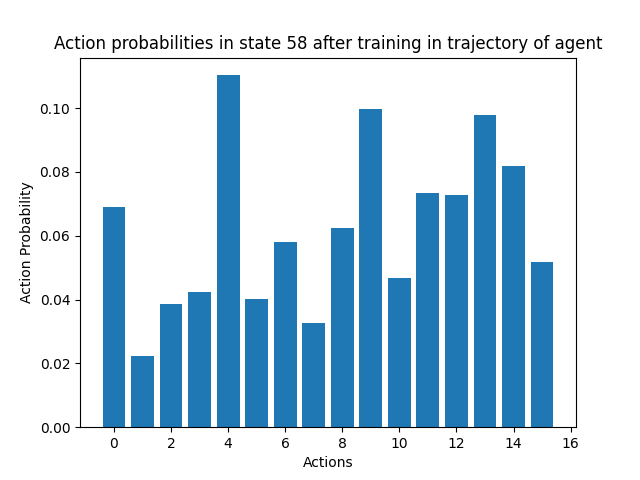 Action probabilities in state 58 after training in trajectory of agent
0.10
0.08
0.06
0.04
0.02
0.00
Action Probability
0 2 4 6 8 10 12 14 16
Actions